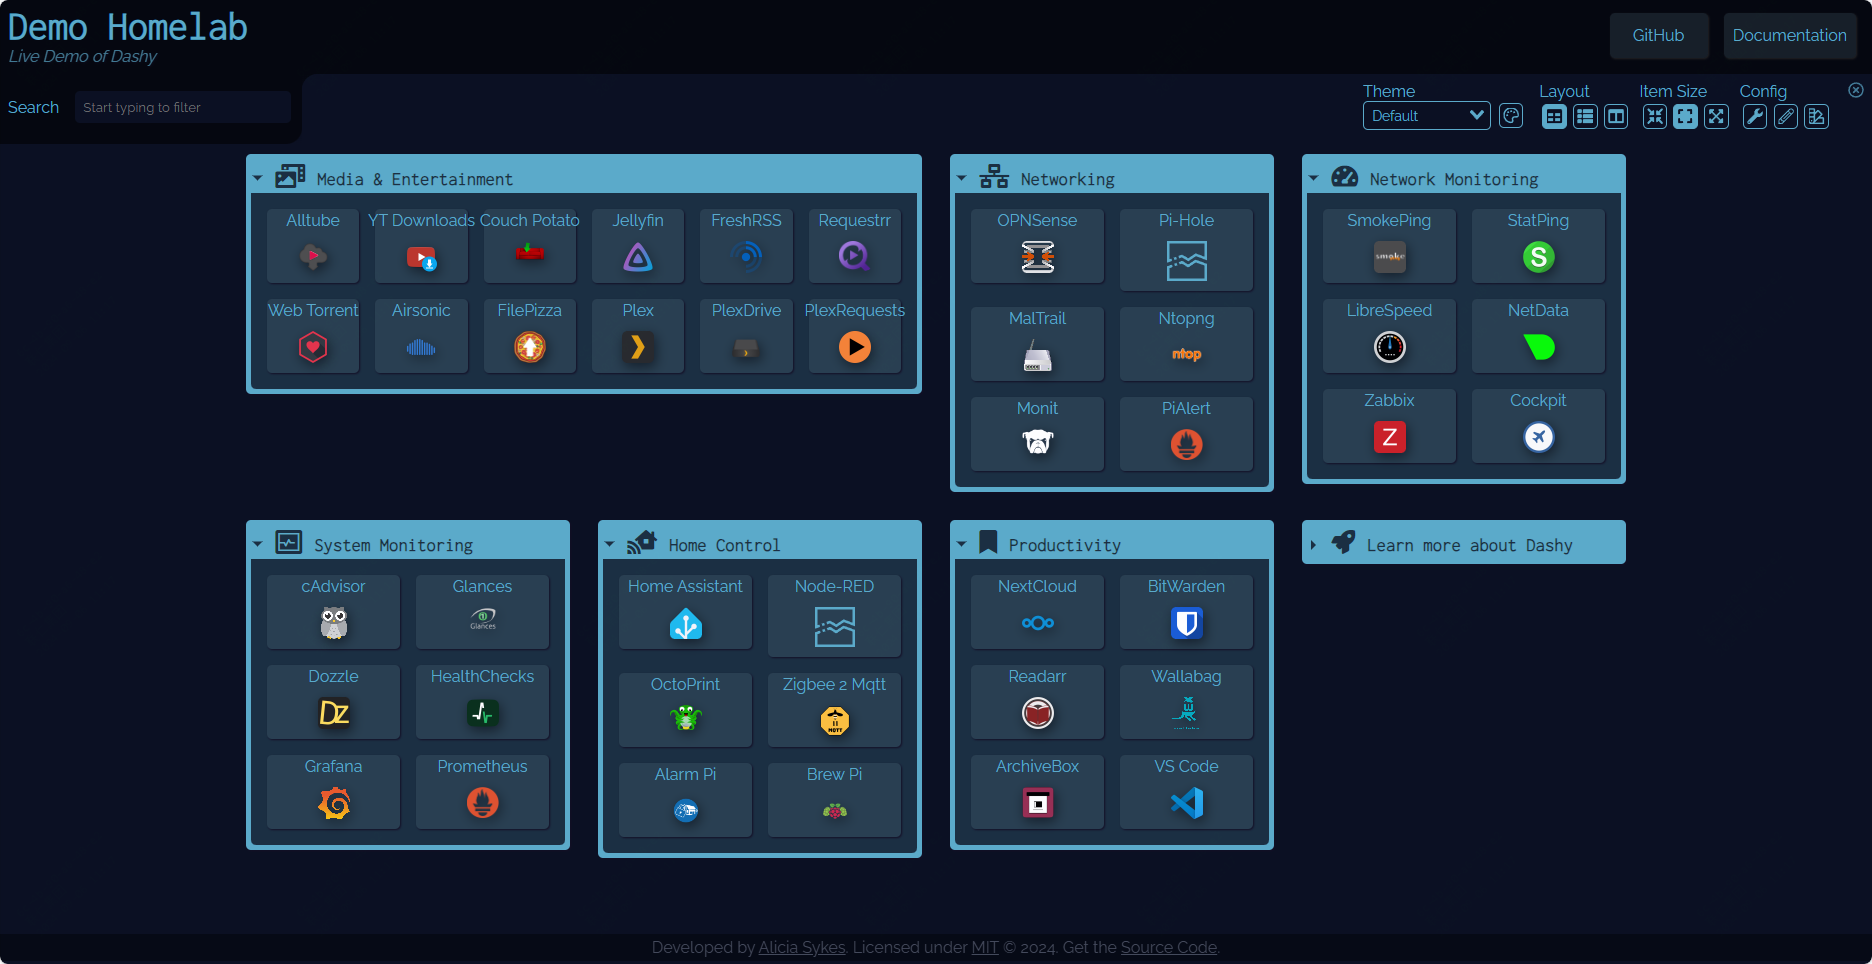 Demo Homelab
Live Demo of Dashy
GitHub
Documentation
Search
Start typing to filter
Theme
Default
Layout
Item Size
Config
Media & Entertainment
Alltube
YT Downloads
Couch Potato
Jellyfin
FreshRSS
Requestrr
Web Torrent
Airsonic
FilePizza
Plex
PlexDrive
PlexRequests
Networking
OPNSense
Pi-Hole
MalTrail
Ntopng
ntop
Monit
PiAlert
Network Monitoring
SmokePing
smoke
StatPing
S
LibreSpeed
NetData
Zabbix
Z
Cockpit
System Monitoring
cAdvisor
Glances
Glances
Dozzle
DZ
HealthChecks
Grafana
Prometheus
Home Control
Home Assistant
Node-RED
OctoPrint
Zigbee 2 Mqtt
MQTT
Alarm Pi
Brew Pi
Productivity
NextCloud
BitWarden
Readarr
Wallabag
ArchiveBox
VS Code
Learn more about Dashy
Developed by Alicia Sykes. Licensed under MIT © 2024. Get the Source Code.